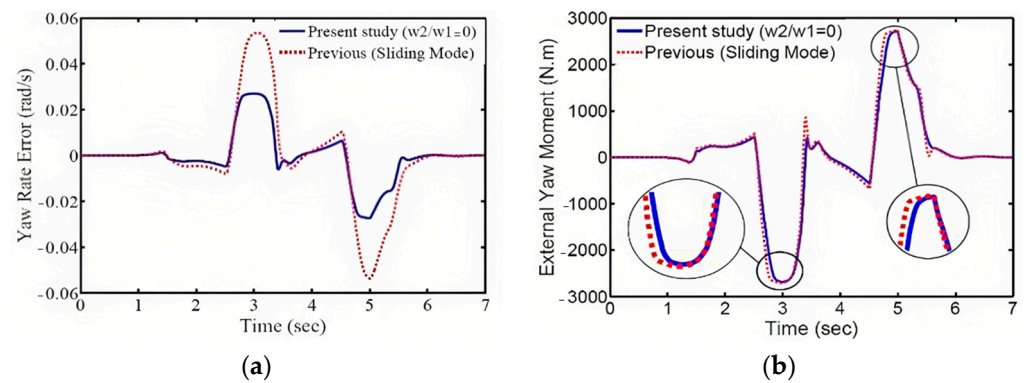 0.06
0.04
0.02
0
-0.02
-0.04
-0.06
Yaw Rate Error (rad/s)
Present study (w2/w1=0)
Previous (Sliding Mode)
0 1 2 3 4 5 6 7
Time (sec)
(a)
3000
2000
1000
0
-1000
-2000
-3000
External Yaw Moment (N.m)
Present study (w2/w1=0)
Previous (Sliding Mode)
0 1 2 3 4 5 6 7
Time (sec)
(b)